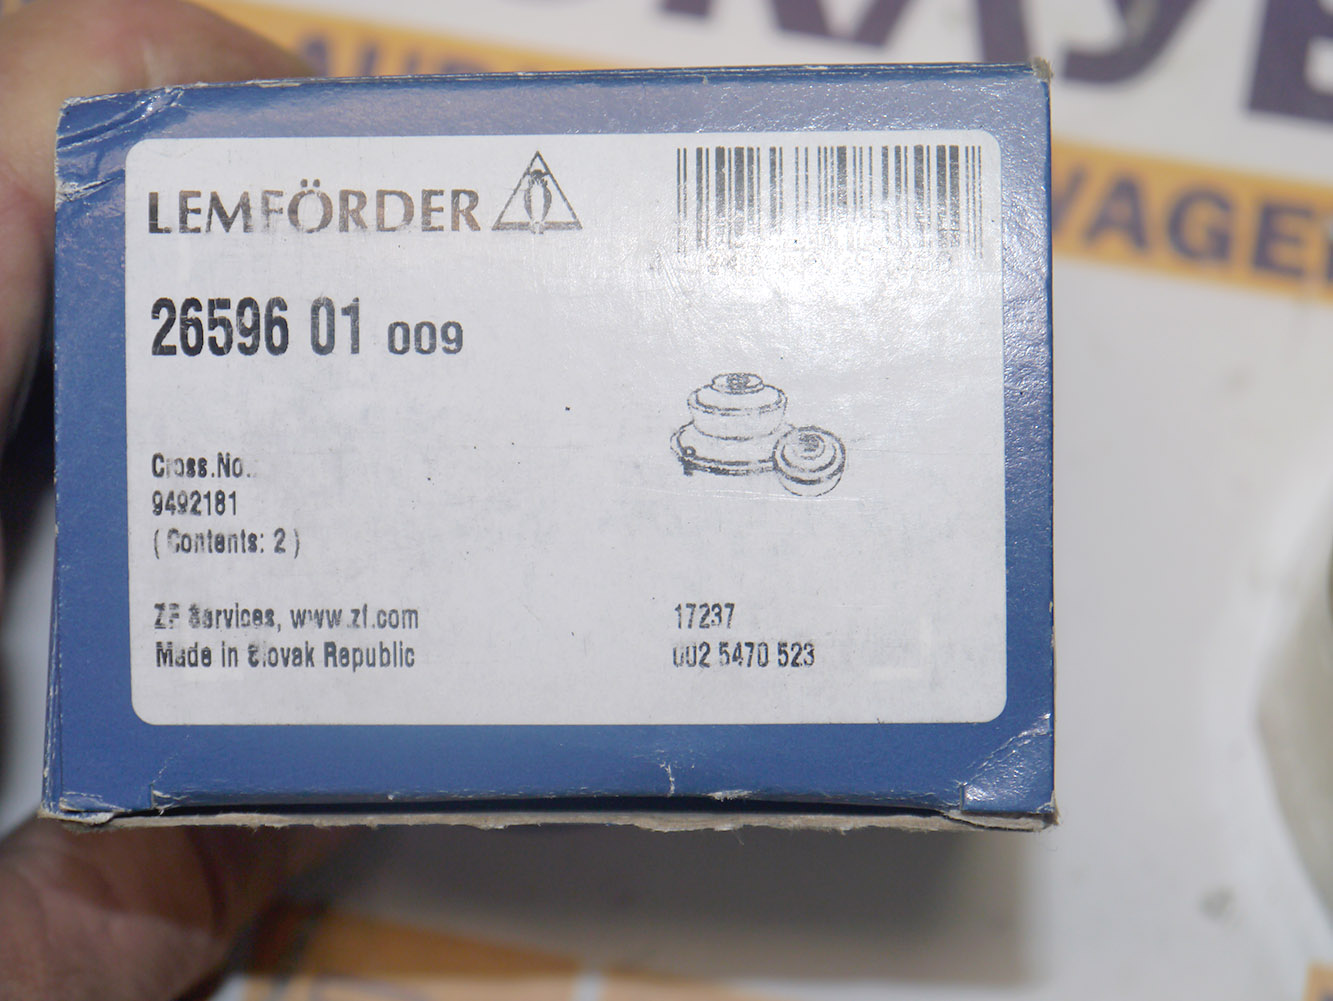 LEMFÖRDER
26596 01 009
Cross.No.:
9492181
( Contents: 2 )
ZF Services, www.zf.com
Made in Slovak Republic
17237
002 5470 523